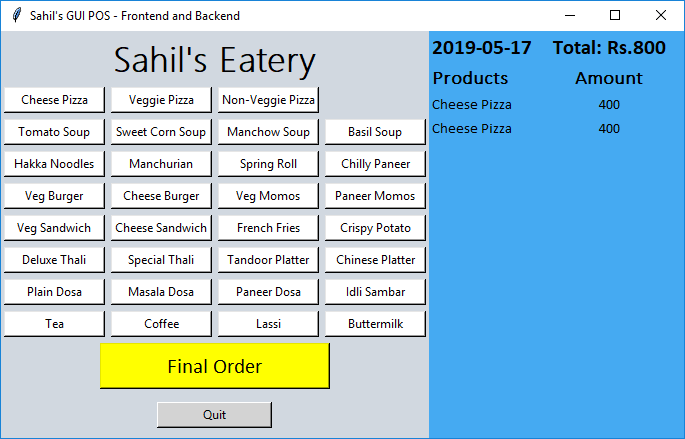 Sahil's GUI POS - Frontend and Backend
Sahil's Eatery
Cheese Pizza Veggie Pizza Non-Veggie Pizza
Tomato Soup Sweet Corn Soup Manchow Soup Basil Soup
Hakka Noodles Manchurian Spring Roll Chilly Paneer
Veg Burger Cheese Burger Veg Momos Paneer Momos
Veg Sandwich Cheese Sandwich French Fries Crispy Potato
Deluxe Thali Special Thali Tandoor Platter Chinese Platter
Plain Dosa Masala Dosa Paneer Dosa Idli Sambar
Tea Coffee Lassi Buttermilk
Final Order
Quit
2019-05-17 Total: Rs.800
Products Amount
Cheese Pizza 400
Cheese Pizza 400